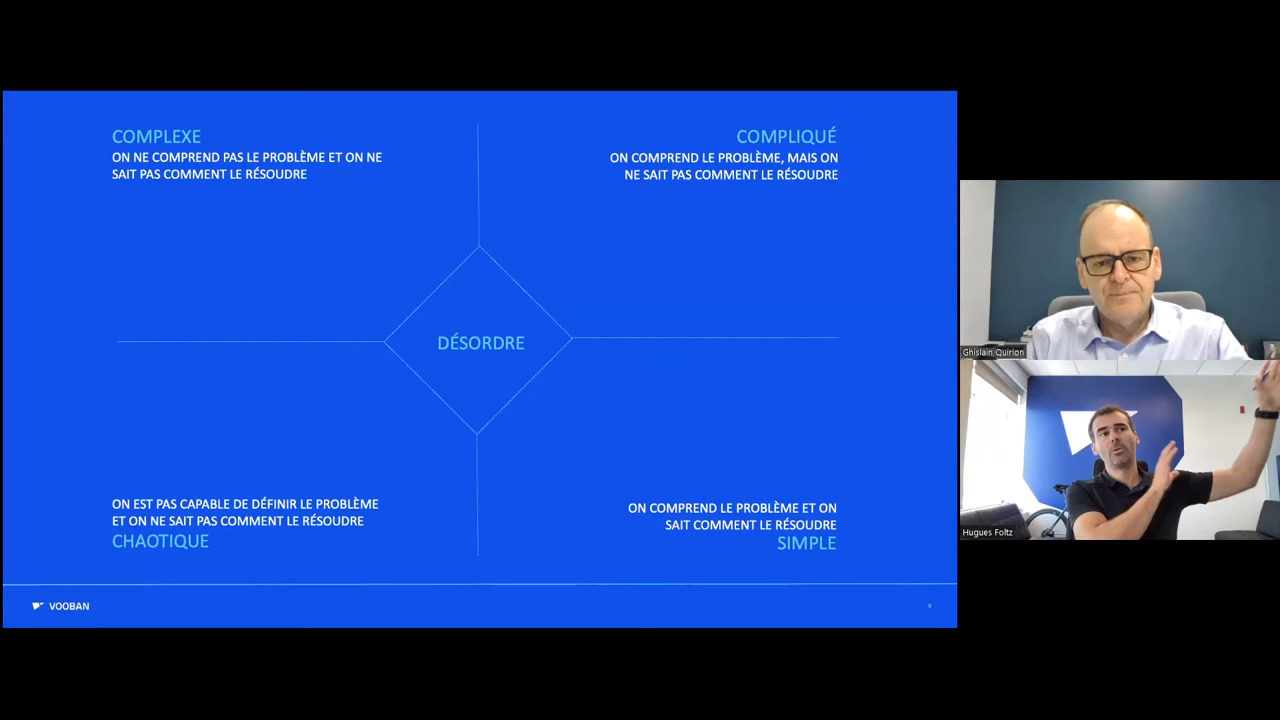 COMPLEXE
ON NE COMPREND PAS LE PROBLÈME ET ON NE
SAIT PAS COMMENT LE RÉSOUDRE
COMPLIQUÉ
ON COMPREND LE PROBLÈME, MAIS ON
NE SAIT PAS COMMENT LE RÉSOUDRE
DÉSORDRE
ON EST PAS CAPABLE DE DÉFINIR LE PROBLÈME
ET ON NE SAIT PAS COMMENT LE RÉSOUDRE
CHAOTIQUE
ON COMPREND LE PROBLÈME ET ON
SAIT COMMENT LE RÉSOUDRE
SIMPLE
VOOBAN
Ghislain Quirion
Hugues Foltz